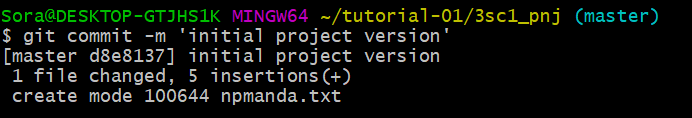 Sora@DESKTOP-GTJHS1K MINGW64 ~/tutorial-01/3sc1_pnj (master)
$ git commit -m 'initial project version'
[master d8e8137] initial project version
 1 file changed, 5 insertions(+)
 create mode 100644 npmanda.txt